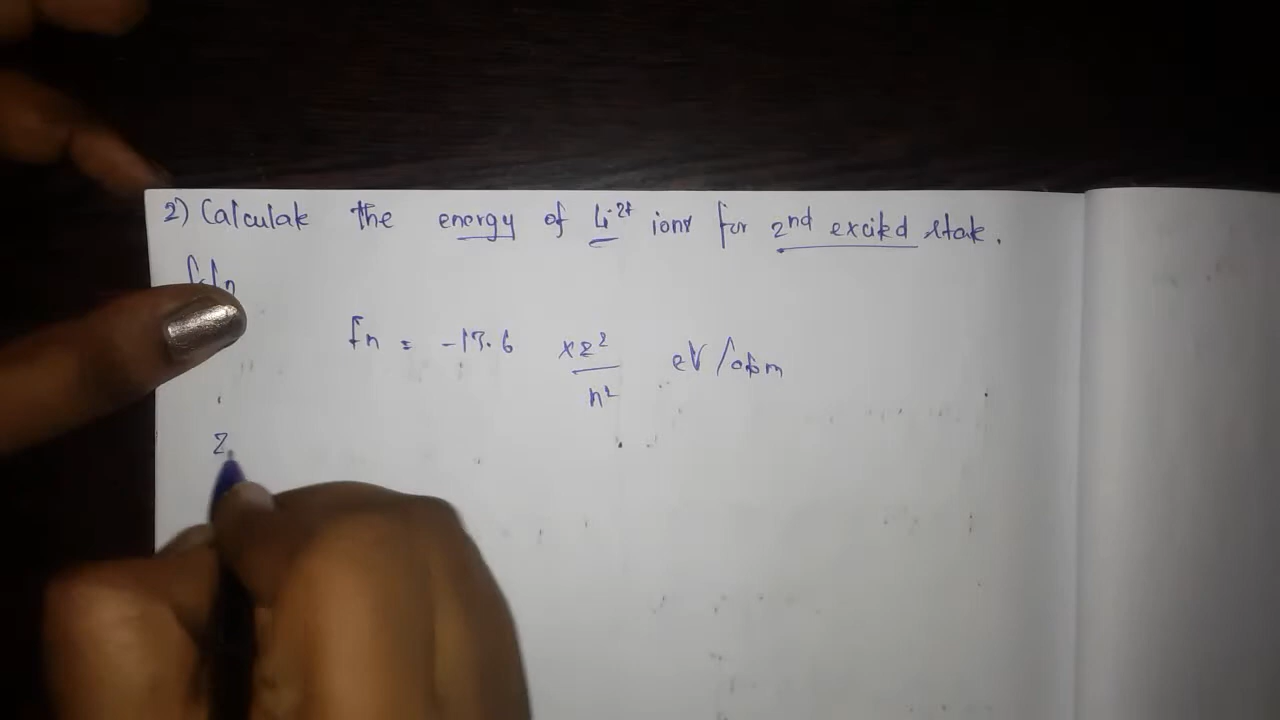 2) Calculate the energy of Li²⁺ ions for 2nd excited state.
Soln
En = -13.6 × z² / n² eV/atom
Z